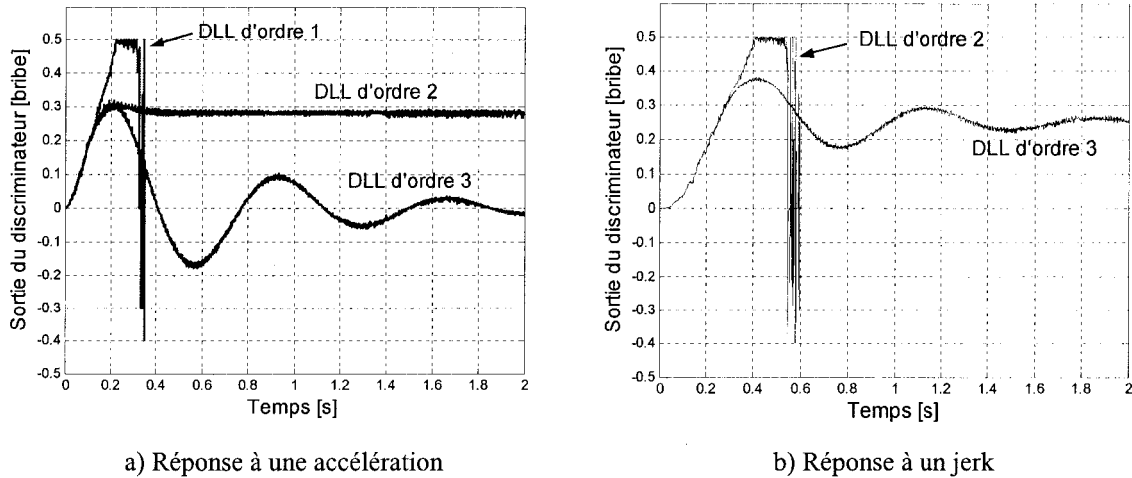 DLL d'ordre 1
0.5
0.4
DLL d'ordre 2
0.3
0.2
DLL d'ordre 3
0.1
0
-0.1
-0.2
-0.3
-0.4
-0.5
Sortie du discriminateur [bribe]
0 0.2 0.4 0.6 0.8 1 1.2 1.4 1.6 1.8 2
Temps [s]
a) Réponse à une accélération
DLL d'ordre 2
0.5
0.4
0.3
0.2
DLL d'ordre 3
0.1
0
-0.1
-0.2
-0.3
-0.4
-0.5
Sortie du discriminateur [bribe]
0 0.2 0.4 0.6 0.8 1 1.2 1.4 1.6 1.8 2
Temps [s]
b) Réponse à un jerk